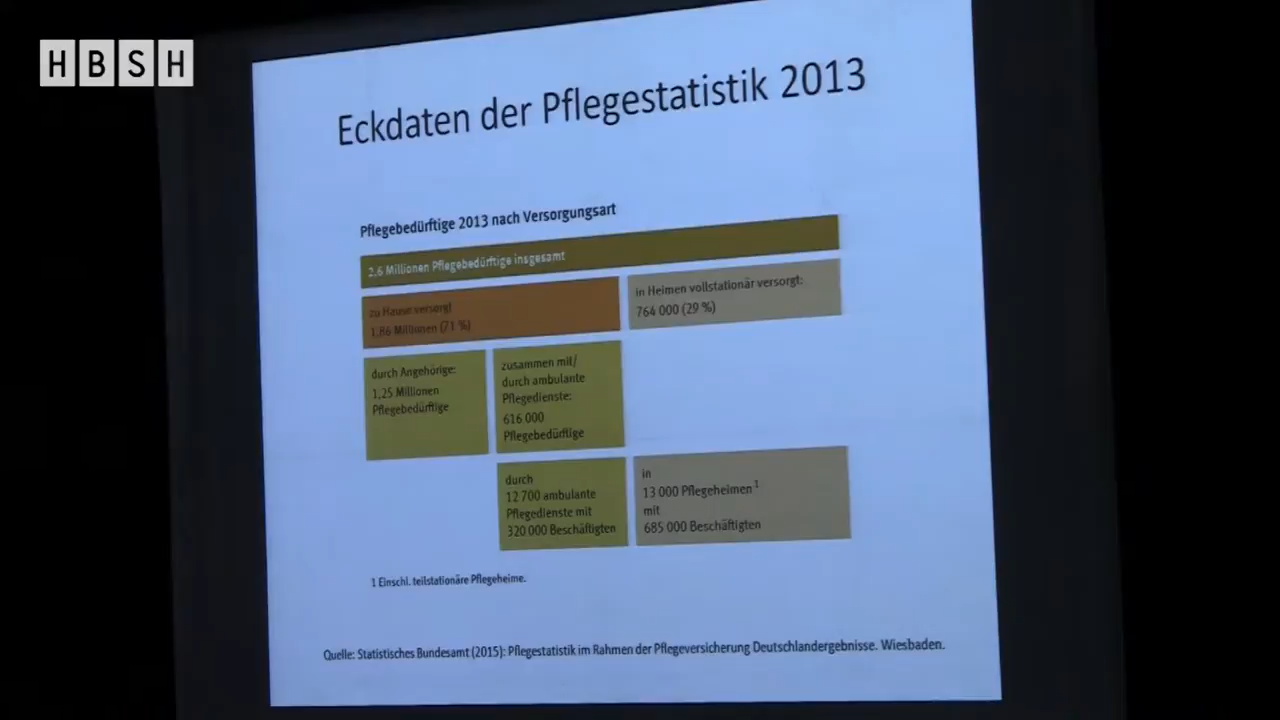 HBSH
Eckdaten der Pflegestatistik 2013
Pflegebedürftige 2013 nach Versorgungsart
2,6 Millionen Pflegebedürftige insgesamt
zu Hause versorgt
1,86 Millionen (71 %)
in Heimen vollstationär versorgt:
764 000 (29 %)
durch Angehörige:
1,25 Millionen
Pflegebedürftige
zusammen mit/
durch ambulante
Pflegedienste:
616 000
Pflegebedürftige
durch
12 700 ambulante
Pflegedienste mit
320 000 Beschäftigten
in
13 000 Pflegeheimen 1
mit
685 000 Beschäftigten
1 Einschl. teilstationäre Pflegeheime.
Quelle: Statistisches Bundesamt (2015): Pflegestatistik im Rahmen der Pflegeversicherung Deutschlandergebnisse. Wiesbaden.